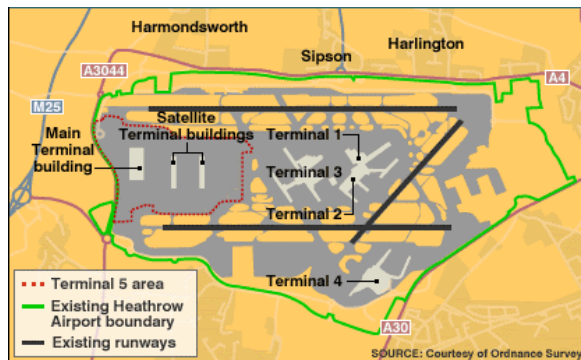 Harmondsworth
Harlington
Sipson
A3044
A4
M25
Satellite
Terminal buildings
Main
Terminal
building
Terminal 1
Terminal 3
Terminal 2
Terminal 4
Terminal 5 area
Existing Heathrow
Airport boundary
Existing runways
A30
SOURCE: Courtesy of Ordnance Survey